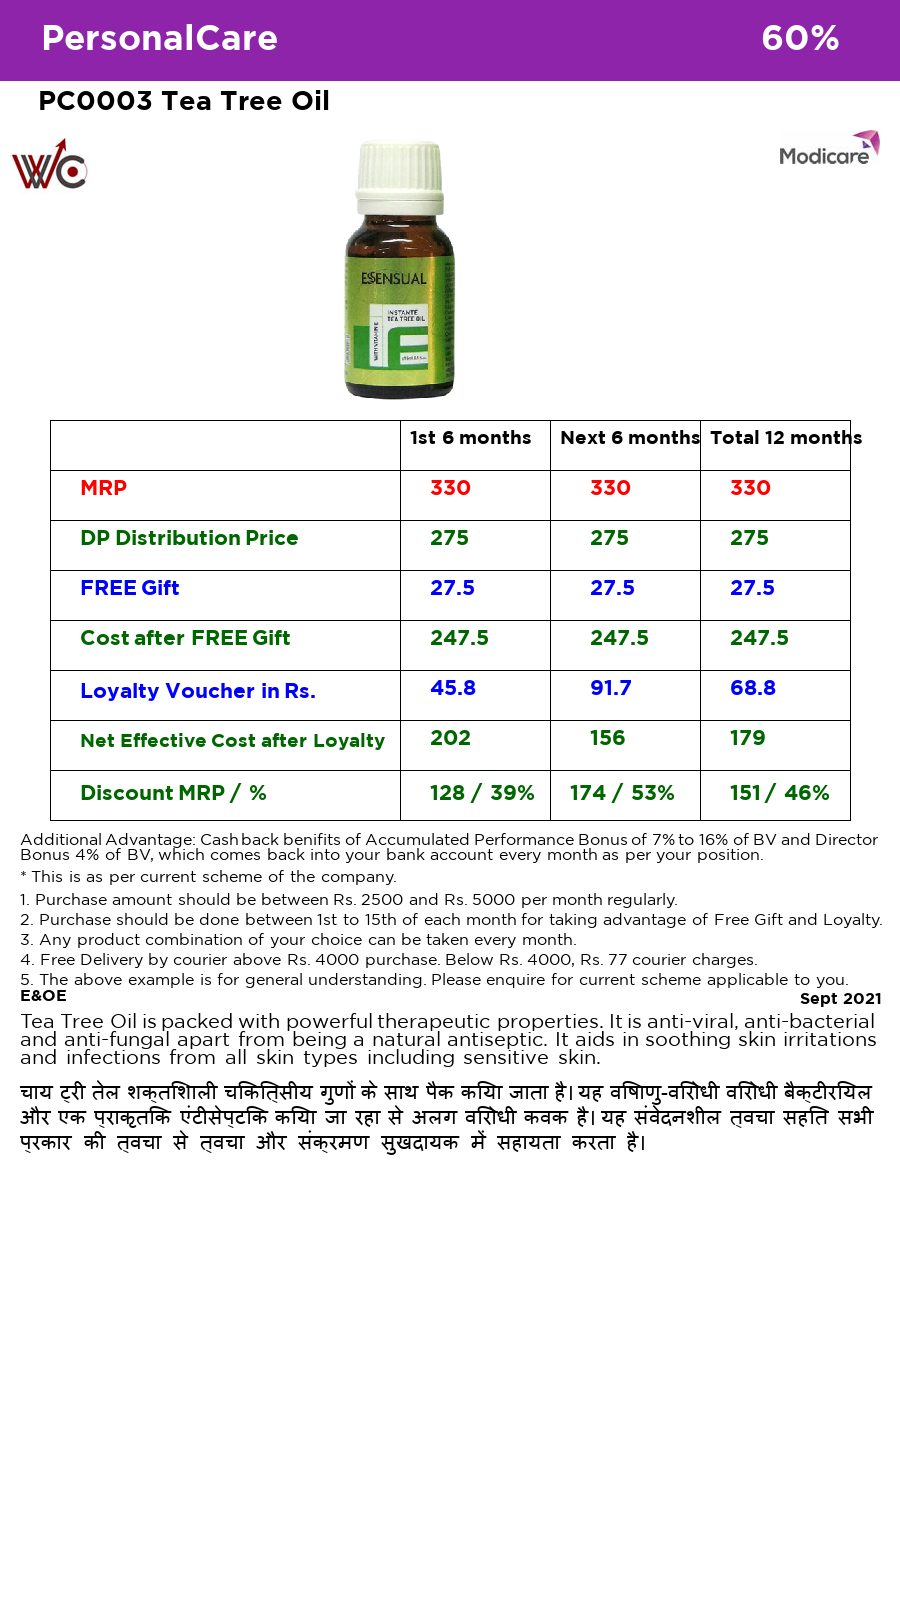 PersonalCare 60%
PC0003 Tea Tree Oil
WC
Modicare
ESSENSUAL
INSTANTE
TEA TREE OIL
WITH VITAMIN E
1st 6 months Next 6 months Total 12 months
MRP 330 330 330
DP Distribution Price 275 275 275
FREE Gift 27.5 27.5 27.5
Cost after FREE Gift 247.5 247.5 247.5
Loyalty Voucher in Rs. 45.8 91.7 68.8
Net Effective Cost after Loyalty 202 156 179
Discount MRP / % 128 / 39% 174 / 53% 151 / 46%
Additional Advantage: Cashback benifits of Accumulated Performance Bonus of 7% to 16% of BV and Director
Bonus 4% of BV, which comes back into your bank account every month as per your position.
* This is as per current scheme of the company.
1. Purchase amount should be between Rs. 2500 and Rs. 5000 per month regularly.
2. Purchase should be done between 1st to 15th of each month for taking advantage of Free Gift and Loyalty.
3. Any product combination of your choice can be taken every month.
4. Free Delivery by courier above Rs. 4000 purchase. Below Rs. 4000, Rs. 77 courier charges.
5. The above example is for general understanding. Please enquire for current scheme applicable to you.
E&OE Sept 2021
Tea Tree Oil is packed with powerful therapeutic properties. It is anti-viral, anti-bacterial
and anti-fungal apart from being a natural antiseptic. It aids in soothing skin irritations
and infections from all skin types including sensitive skin.
चाय ट्री तेल शक्तिशाली चिकित्सीय गुणों के साथ पैक किया जाता है। यह विषाणु-विरोधी विरोधी बैक्टीरियल
और एक प्राकृतिक एंटीसेप्टिक किया जा रहा से अलग विरोधी कवक है। यह संवेदनशील त्वचा सहित सभी
प्रकार की त्वचा से त्वचा और संक्रमण सुखदायक में सहायता करता है।